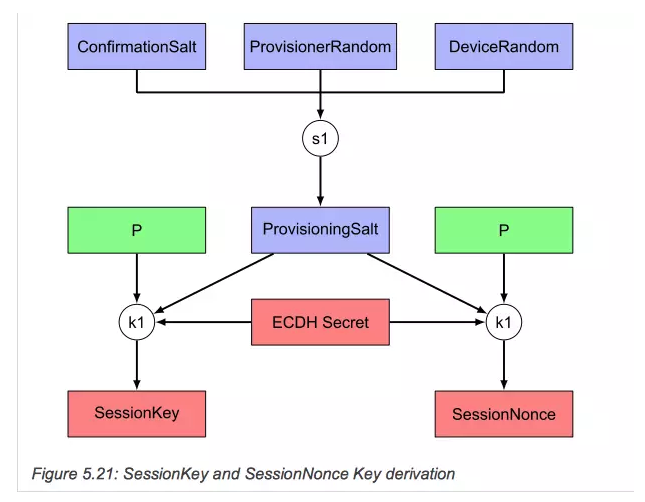 ConfirmationSalt
ProvisionerRandom
DeviceRandom
s1
P
ProvisioningSalt
P
k1
ECDH Secret
k1
SessionKey
SessionNonce
Figure 5.21: SessionKey and SessionNonce Key derivation